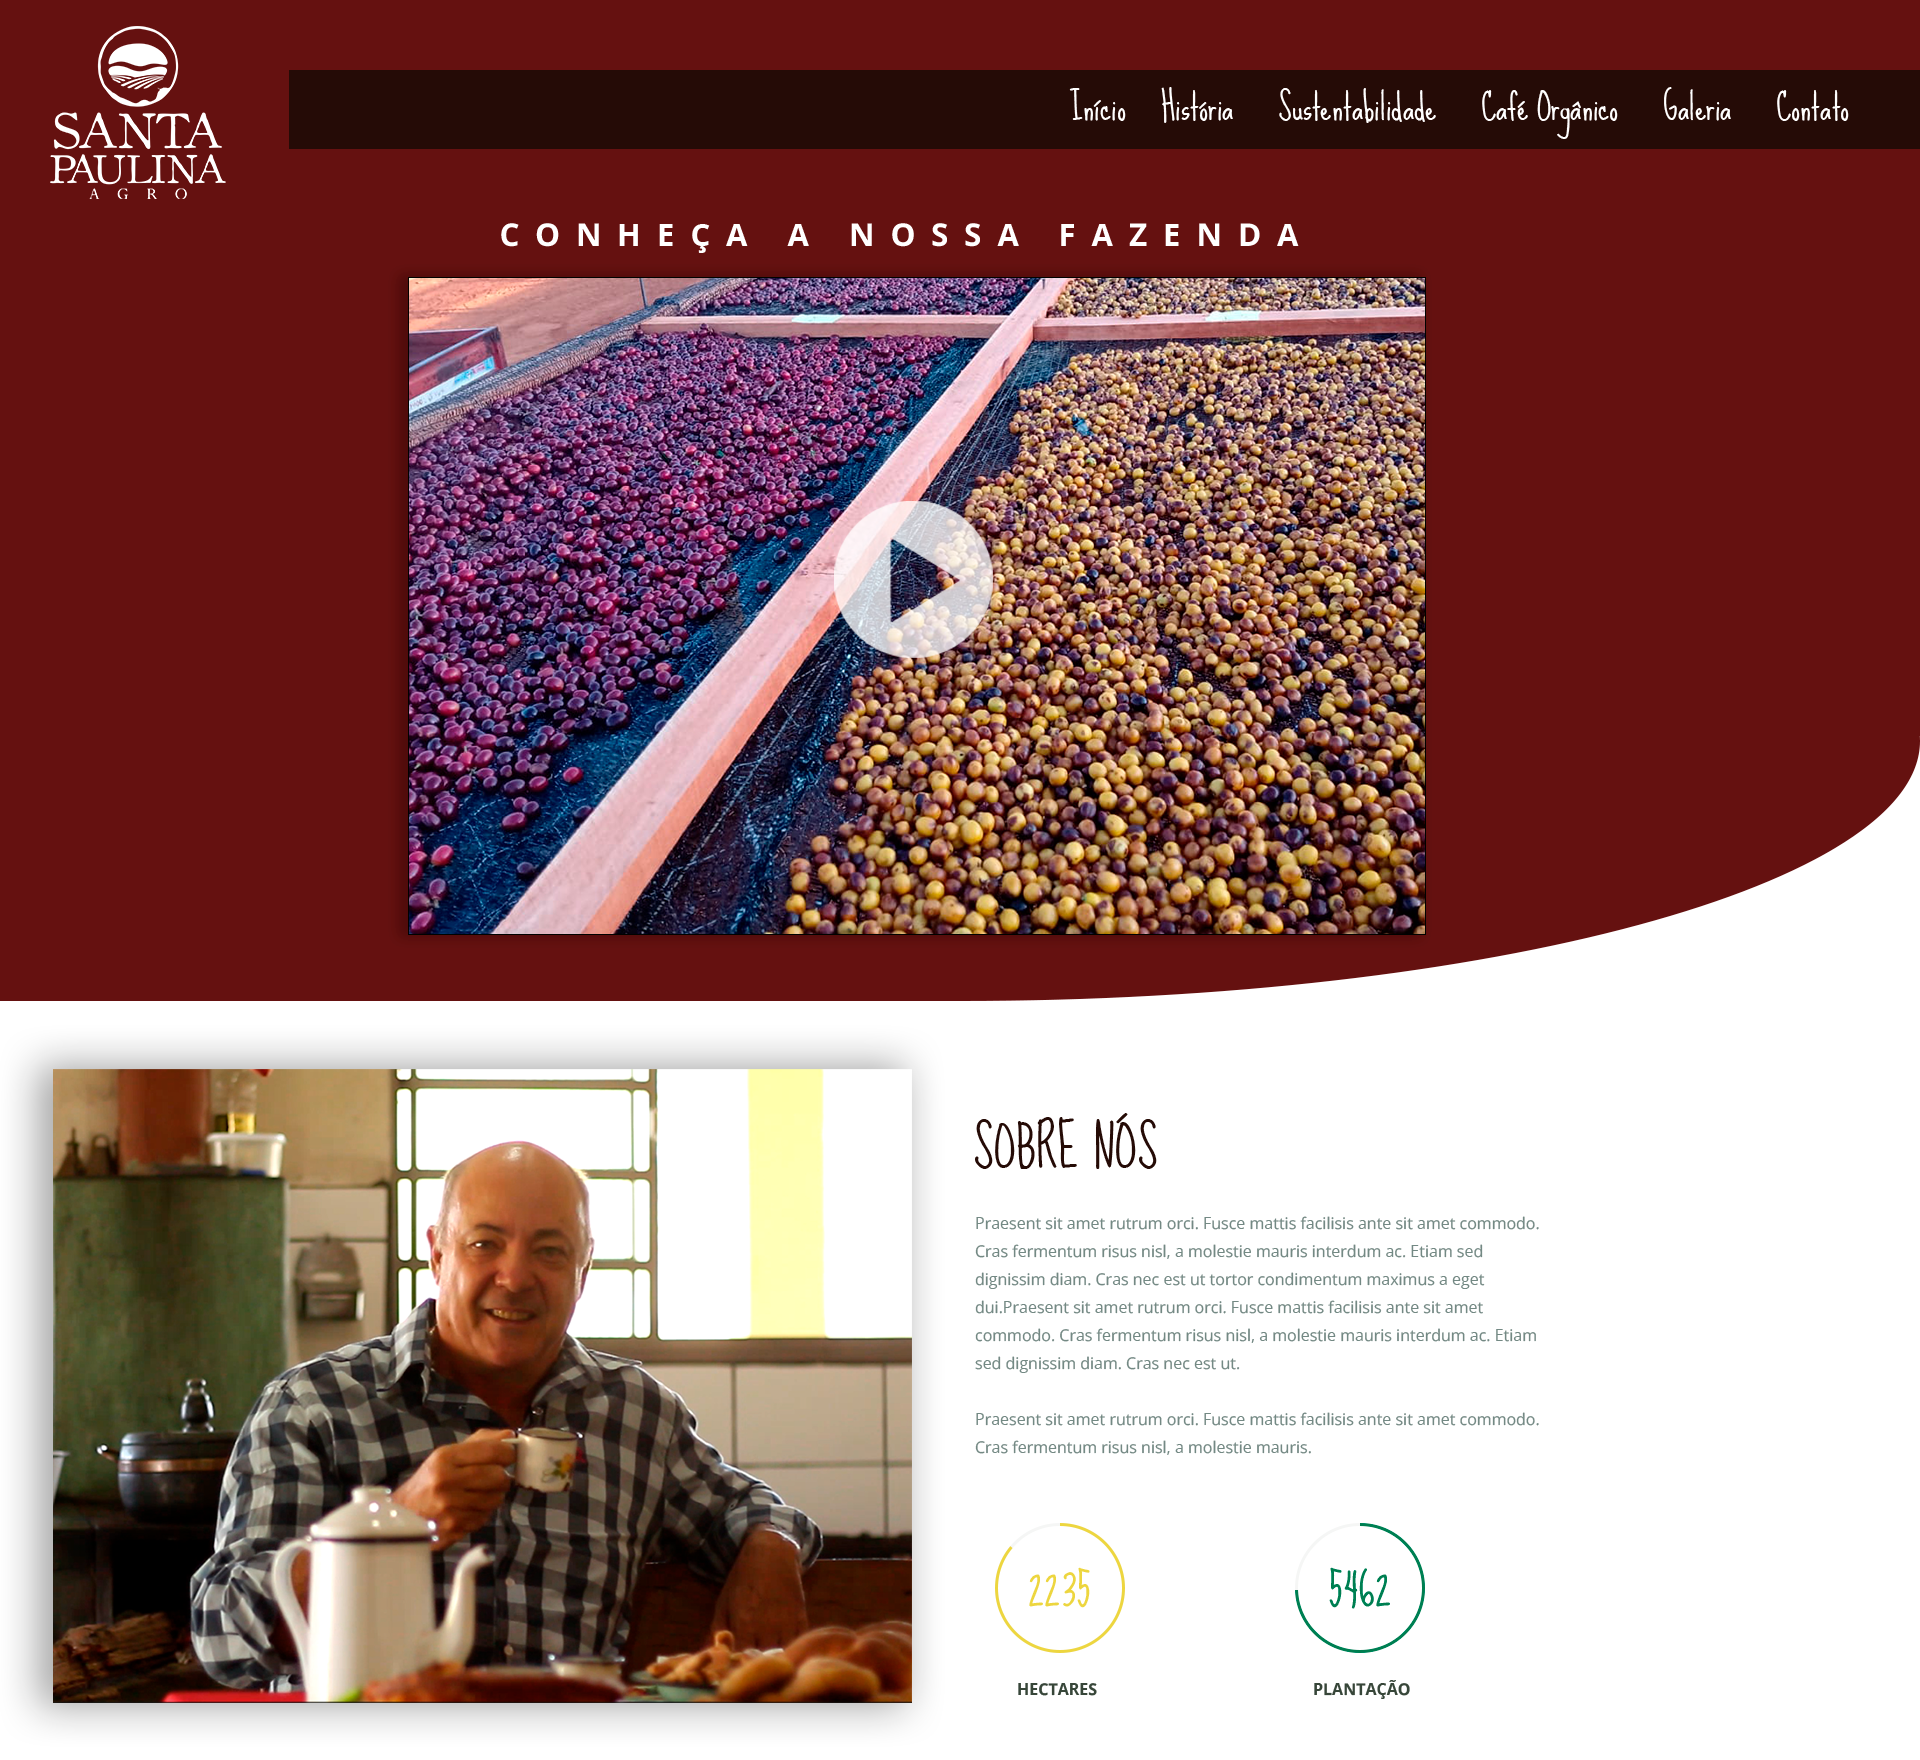 SANTA
PAULINA
AGRO
Início História Sustentabilidade Café Orgânico Galeria Contato
CONHEÇA A NOSSA FAZENDA
SOBRE NÓS
Praesent sit amet rutrum orci. Fusce mattis facilisis ante sit amet commodo.
Cras fermentum risus nisl, a molestie mauris interdum ac. Etiam sed
dignissim diam. Cras nec est ut tortor condimentum maximus a eget
dui.Praesent sit amet rutrum orci. Fusce mattis facilisis ante sit amet
commodo. Cras fermentum risus nisl, a molestie mauris interdum ac. Etiam
sed dignissim diam. Cras nec est ut.
Praesent sit amet rutrum orci. Fusce mattis facilisis ante sit amet commodo.
Cras fermentum risus nisl, a molestie mauris.
2235
HECTARES
5462
PLANTAÇÃO